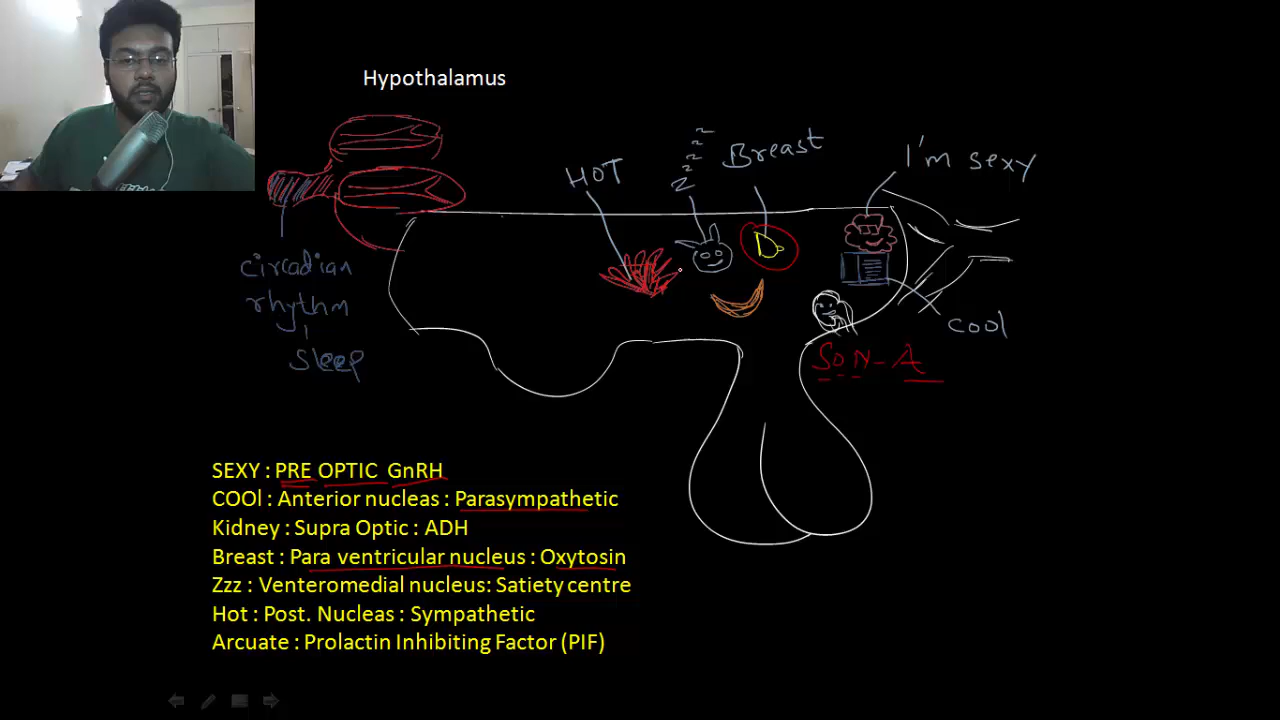 Hypothalamus
I'm sexy
Breast
z z z z z
HOT
circadian
rhythm
sleep
cool
SON-A
SEXY : PRE OPTIC GnRH
COOl : Anterior nucleas : Parasympathetic
Kidney : Supra Optic : ADH
Breast : Para ventricular nucleus : Oxytosin
Zzz : Venteromedial nucleus: Satiety centre
Hot : Post. Nucleas : Sympathetic
Arcuate : Prolactin Inhibiting Factor (PIF)